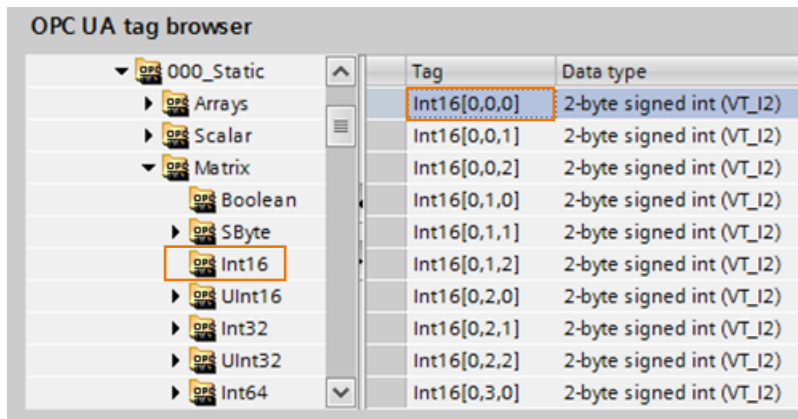 OPC UA tag browser
000_Static
Arrays
Scalar
Matrix
Boolean
SByte
Int16
UInt16
Int32
UInt32
Int64
Tag Data type
Int16[0,0,0] 2-byte signed int (VT_I2)
Int16[0,0,1] 2-byte signed int (VT_I2)
Int16[0,0,2] 2-byte signed int (VT_I2)
Int16[0,1,0] 2-byte signed int (VT_I2)
Int16[0,1,1] 2-byte signed int (VT_I2)
Int16[0,1,2] 2-byte signed int (VT_I2)
Int16[0,2,0] 2-byte signed int (VT_I2)
Int16[0,2,1] 2-byte signed int (VT_I2)
Int16[0,2,2] 2-byte signed int (VT_I2)
Int16[0,3,0] 2-byte signed int (VT_I2)